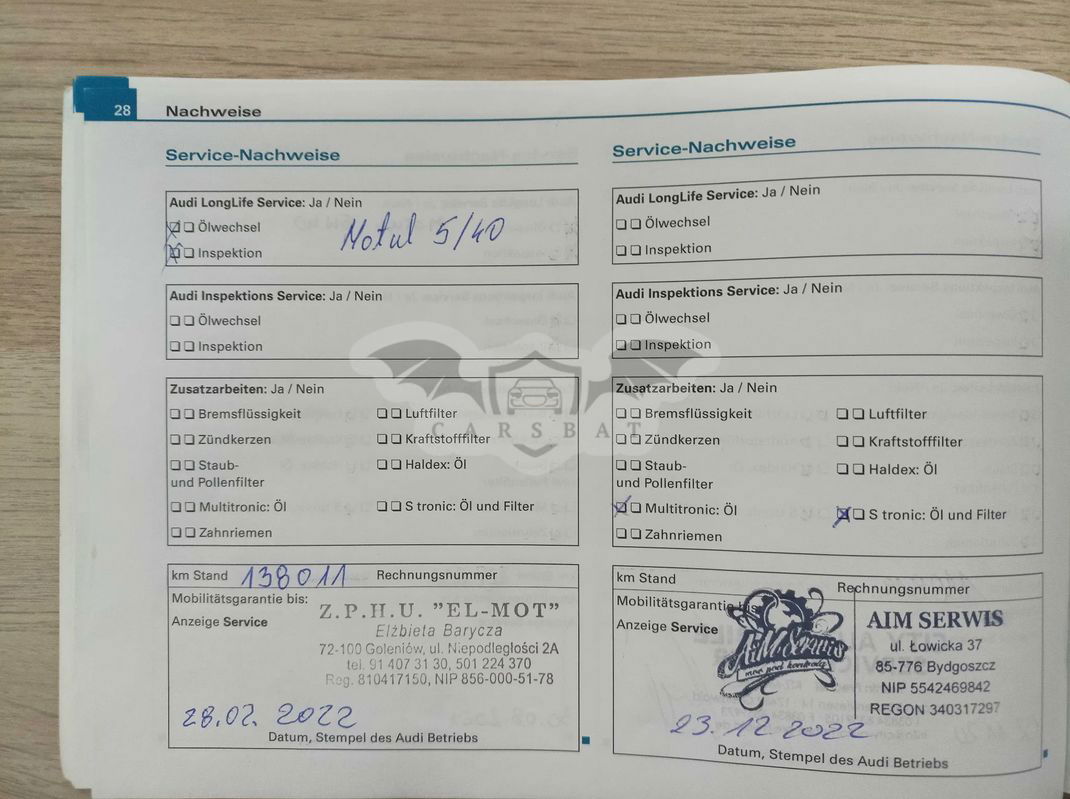 28 Nachweise
Service-Nachweise
Audi LongLife Service: Ja / Nein
Ölwechsel
Inspektion
Motul 5/40
Audi Inspektions Service: Ja / Nein
Ölwechsel
Inspektion
Zusatzarbeiten: Ja / Nein
Bremsflüssigkeit Luftfilter
Zündkerzen Kraftstofffilter
Staub- Haldex: Öl
und Pollenfilter
Multitronic: Öl S tronic: Öl und Filter
Zahnriemen
km Stand 138011 Rechnungsnummer
Mobilitätsgarantie bis:
Anzeige Service
Z.P.H.U. "EL-MOT"
Elżbieta Barycza
72-100 Goleniów, ul. Niepodległości 2A
tel. 91 407 31 30, 501 224 370
Reg. 810417150, NIP 856-000-51-78
28.02. 2022
Datum, Stempel des Audi Betriebs
Service-Nachweise
Audi LongLife Service: Ja / Nein
Ölwechsel
Inspektion
Audi Inspektions Service: Ja / Nein
Ölwechsel
Inspektion
Zusatzarbeiten: Ja / Nein
Bremsflüssigkeit Luftfilter
Zündkerzen Kraftstofffilter
Staub- Haldex: Öl
und Pollenfilter
Multitronic: Öl S tronic: Öl und Filter
Zahnriemen
km Stand Rechnungsnummer
Mobilitätsgarantie bis:
Anzeige Service
AiM Serwis
moc pod kontrolą
AIM SERWIS
ul. Łowicka 37
85-776 Bydgoszcz
NIP 5542469842
REGON 340317297
23.12 2022
Datum, Stempel des Audi Betriebs
CARSBAT